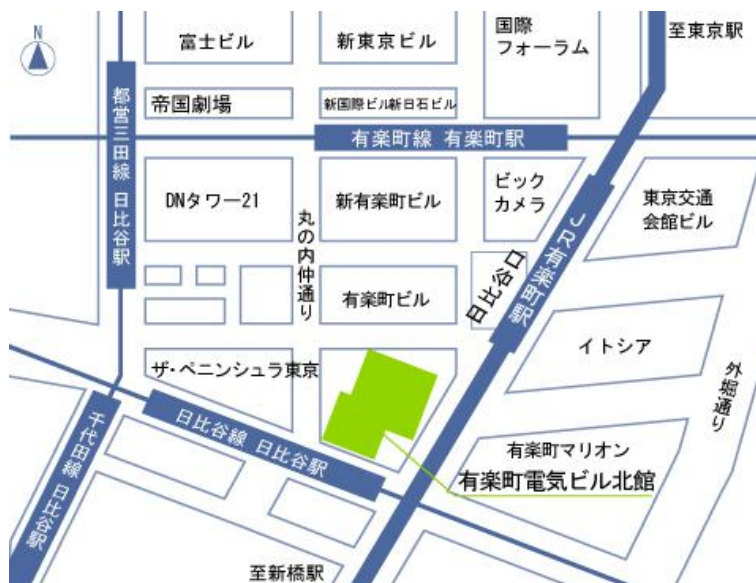 N
富士ビル
新東京ビル
国際
フォーラム
至東京駅
帝国劇場
新国際ビル新日石ビル
都営三田線 日比谷駅
有楽町線 有楽町駅
DNタワー21
丸の内仲通り
新有楽町ビル
ビック
カメラ
東京交通
会館ビル
JR有楽町駅
日比谷口
有楽町ビル
イトシア
外堀通り
ザ・ペニンシュラ東京
日比谷線 日比谷駅
千代田線 日比谷駅
有楽町マリオン
有楽町電気ビル北館
至新橋駅